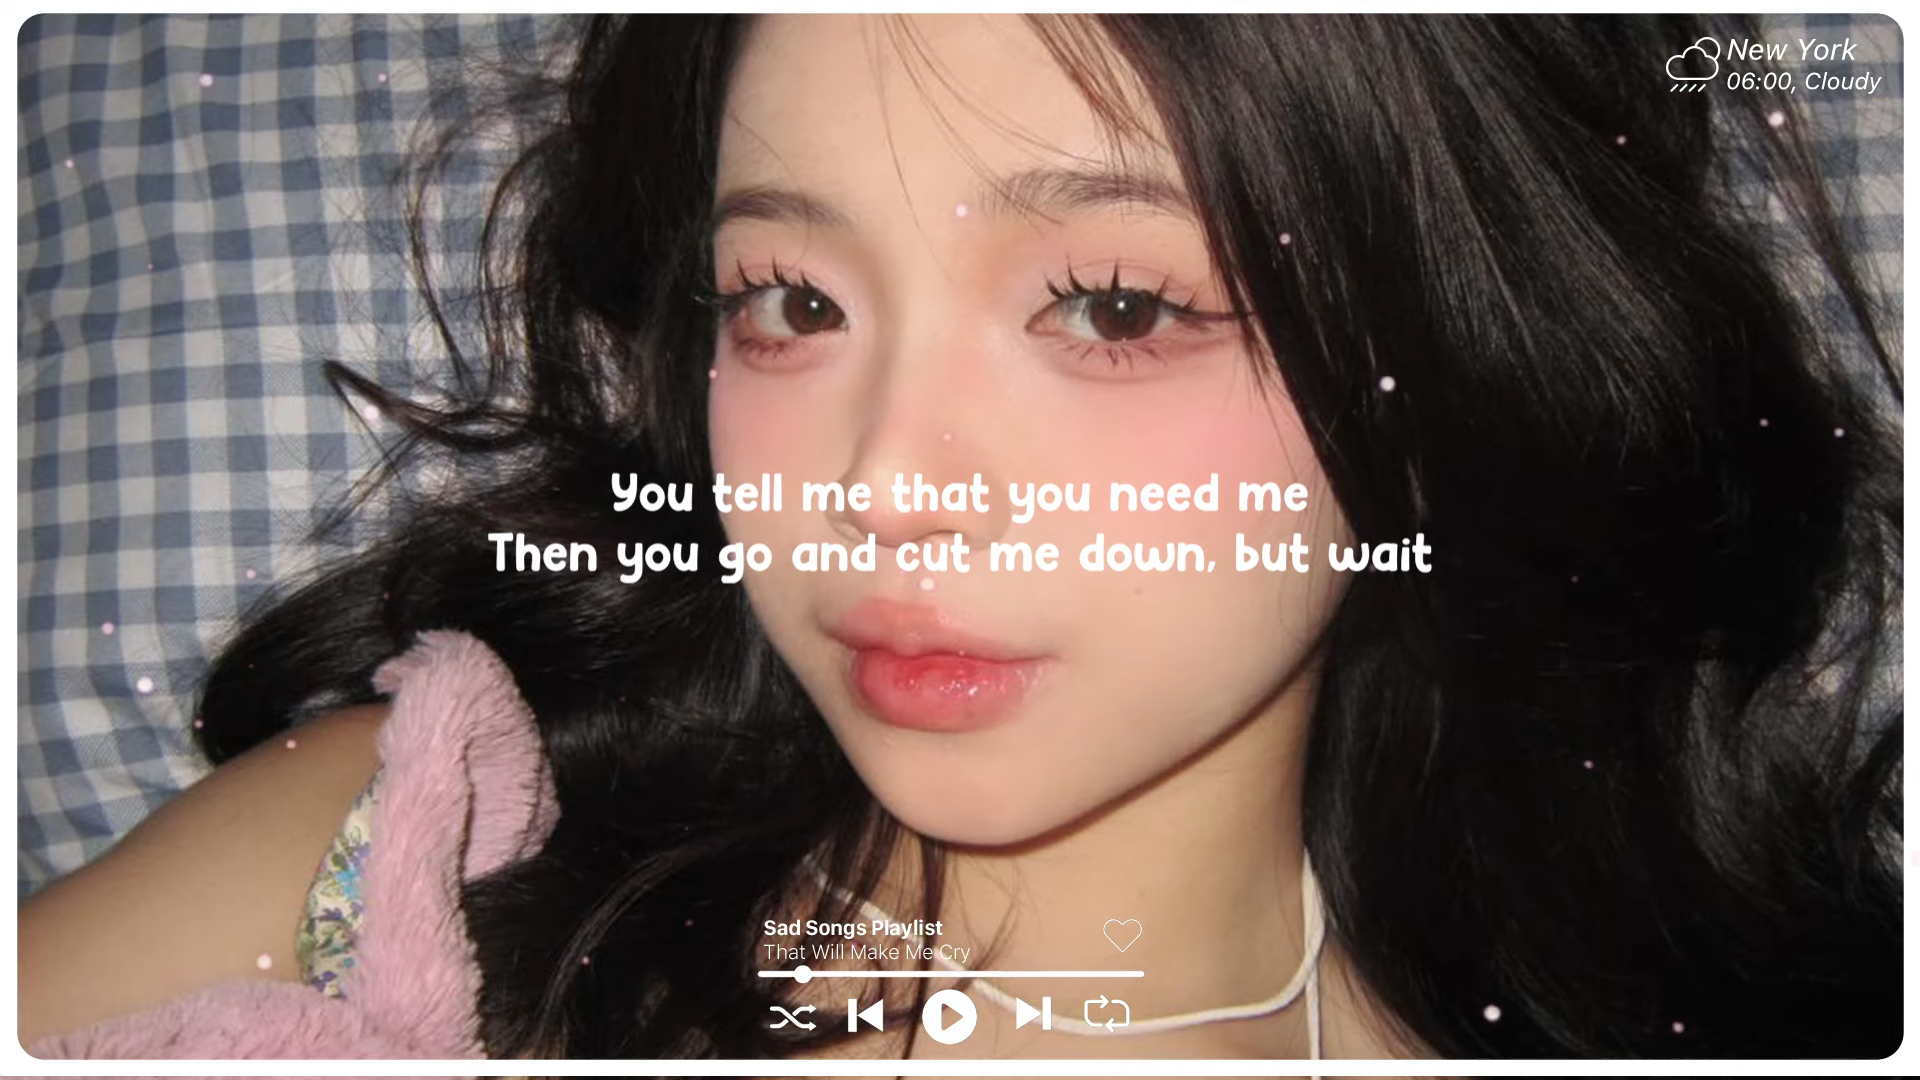 New York
06:00, Cloudy
You tell me that you need me
Then you go and cut me down, but wait
Sad Songs Playlist
That Will Make Me Cry